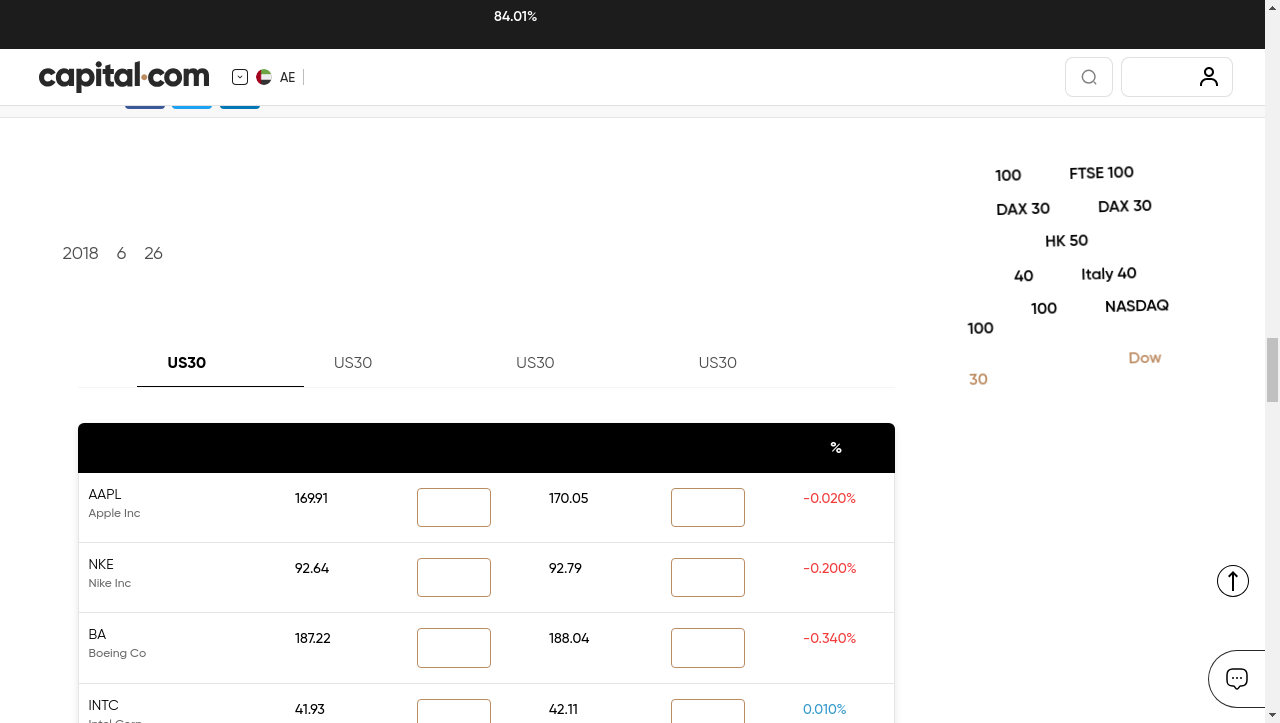 84.01%
capital.com
AE
100 FTSE 100
DAX 30 DAX 30
HK 50
40 Italy 40
100 NASDAQ
100
Dow
30
2018 6 26
US30 US30 US30 US30
%
AAPL 169.91 170.05 -0.020%
Apple Inc
NKE 92.64 92.79 -0.200%
Nike Inc
BA 187.22 188.04 -0.340%
Boeing Co
INTC 41.93 42.11 0.010%
Intel Corp